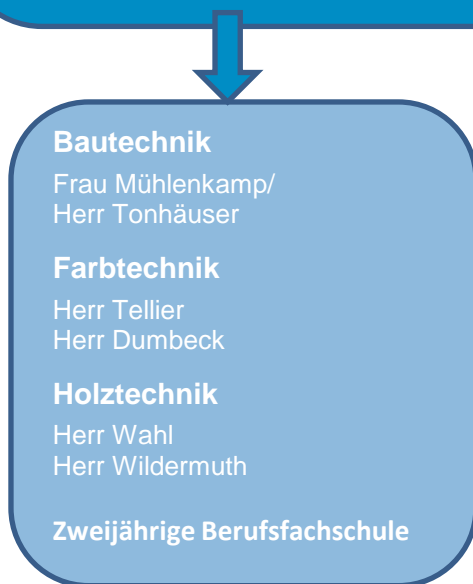 Bautechnik
Frau Mühlenkamp/
Herr Tonhäuser
Farbtechnik
Herr Tellier
Herr Dumbeck
Holztechnik
Herr Wahl
Herr Wildermuth
Zweijährige Berufsfachschule